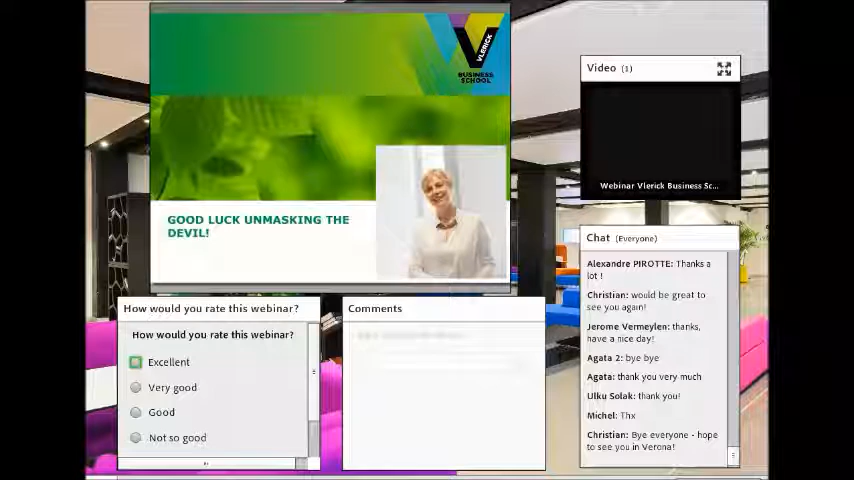 VLERICK
BUSINESS
SCHOOL
GOOD LUCK UNMASKING THE
DEVIL!
Video (1)
Webinar Vlerick Business Sc...
Chat (Everyone)
Alexandre PIROTTE: Thanks a
lot !
Christian: would be great to
see you again!
Jerome Vermeylen: thanks,
have a nice day!
Agata 2: bye bye
Agata: thank you very much
Ulku Solak: thank you!
Michel: Thx
Christian: Bye everyone - hope
to see you in Verona!
How would you rate this webinar?
How would you rate this webinar?
Excellent
Very good
Good
Not so good
Comments